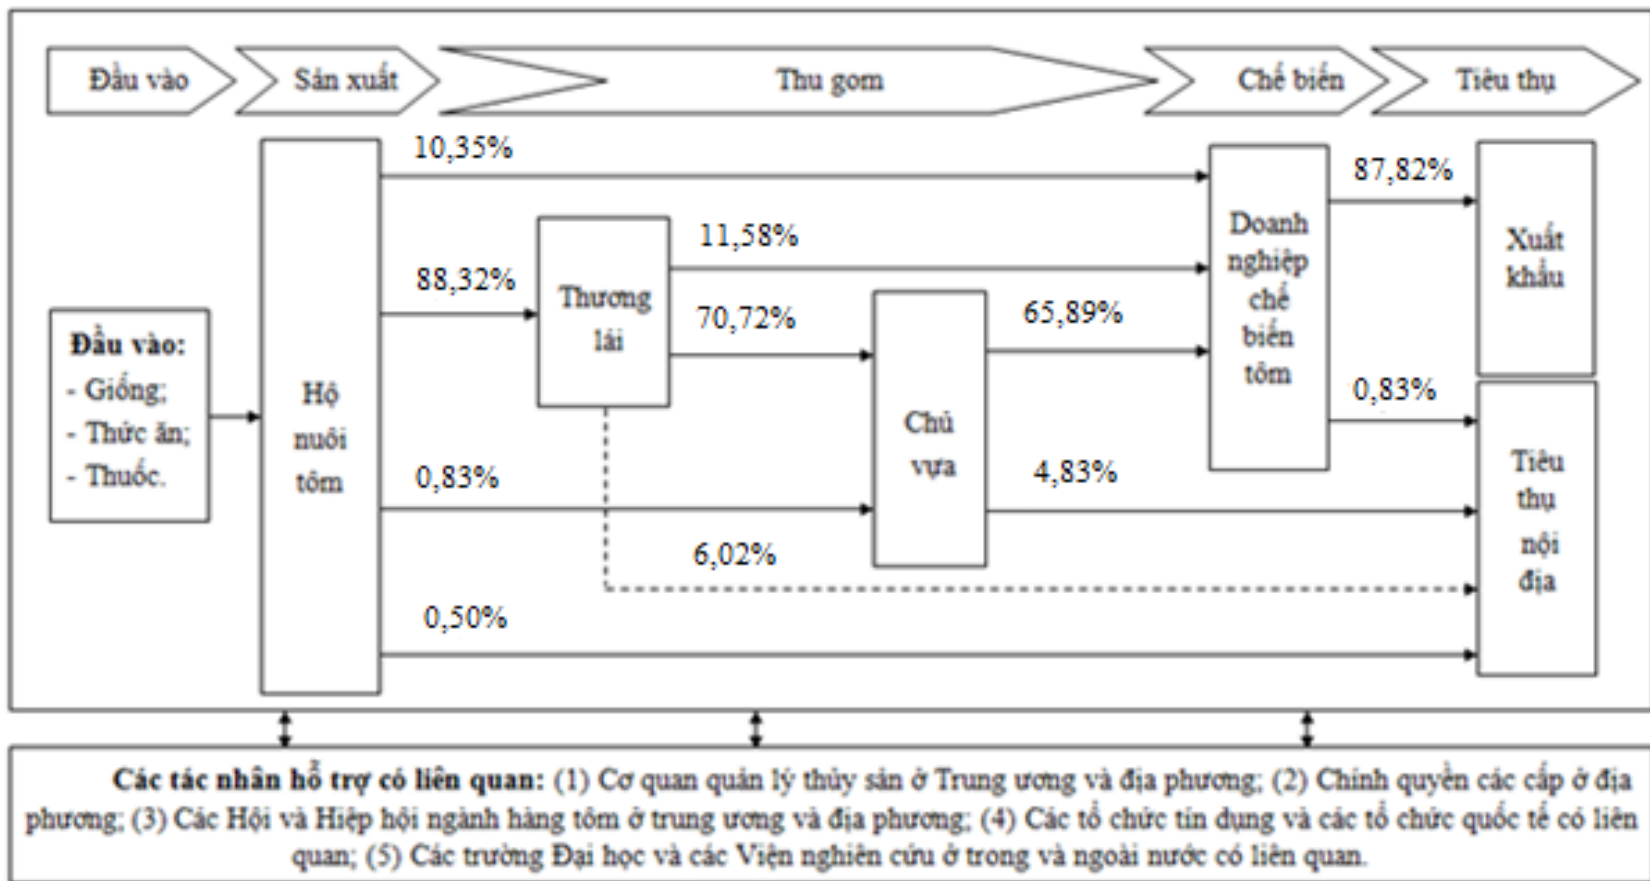 Đầu vào
Sản xuất
Thu gom
Chế biến
Tiêu thụ
10,35%
87,82%
11,58%
88,32%
70,72%
65,89%
0,83%
0,83%
4,83%
6,02%
0,50%
Đầu vào:
- Giống;
- Thức ăn;
- Thuốc.
Hộ
nuôi
tôm
Thương
lái
Chủ
vựa
Doanh
nghiệp
chế
biến
tôm
Xuất
khẩu
Tiêu
thụ
nội
địa
Các tác nhân hỗ trợ có liên quan: (1) Cơ quan quản lý thủy sản ở Trung ương và địa phương; (2) Chính quyền các cấp ở địa
phương; (3) Các Hội và Hiệp hội ngành hàng tôm ở trung ương và địa phương; (4) Các tổ chức tín dụng và các tổ chức quốc tế có liên
quan; (5) Các trường Đại học và các Viện nghiên cứu ở trong và ngoài nước có liên quan.